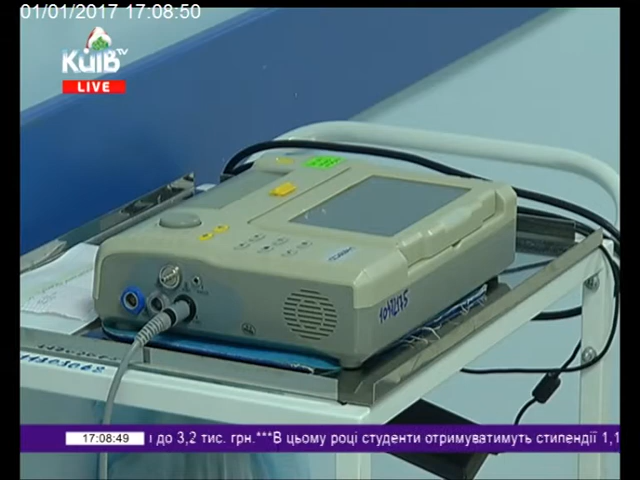 01/01/2017 17:08:50
КиЇВ TV
LIVE
17:08:49 і до 3,2 тис. грн.***В цьому році студенти отримуватимуть стипендії 1,1